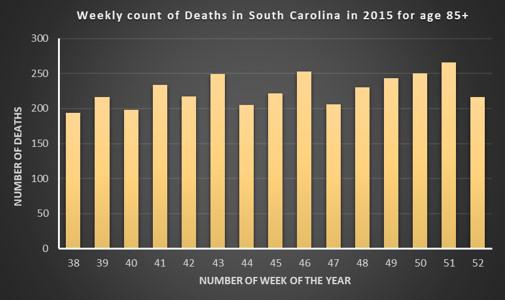 Weekly count of Deaths in South Carolina in 2015 for age 85+
NUMBER OF DEATHS
300
250
200
150
100
50
0
38 39 40 41 42 43 44 45 46 47 48 49 50 51 52
NUMBER OF WEEK OF THE YEAR